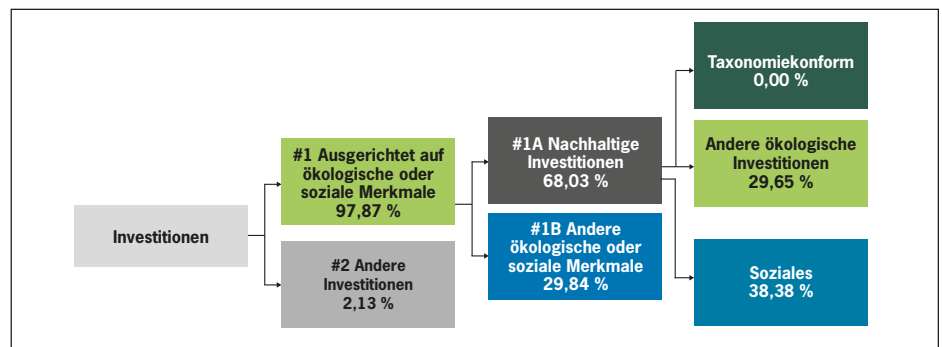 Investitionen
#1 Ausgerichtet auf
ökologische oder
soziale Merkmale
97,87 %
#2 Andere
Investitionen
2,13 %
#1A Nachhaltige
Investitionen
68,03 %
#1B Andere
ökologische oder
soziale Merkmale
29,84 %
Taxonomiekonform
0,00 %
Andere ökologische
Investitionen
29,65 %
Soziales
38,38 %